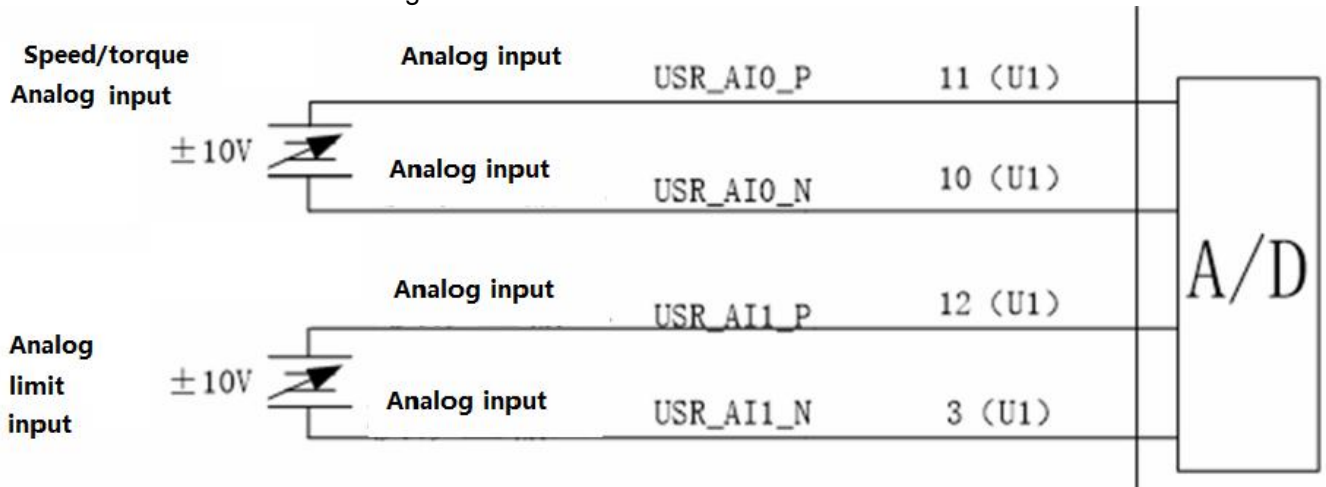 Speed/torque
Analog input
±10V
Analog input
USR_AI0_P
11 (U1)
Analog input
USR_AI0_N
10 (U1)
A/D
Analog
limit
input
±10V
Analog input
USR_AI1_P
12 (U1)
Analog input
USR_AI1_N
3 (U1)